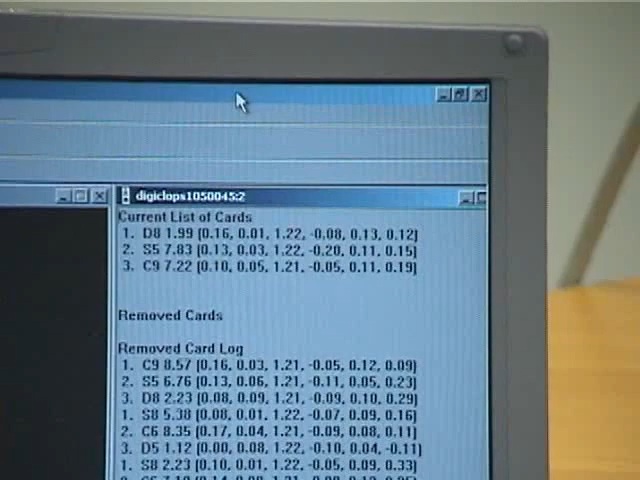 digiclops1050045:2
Current List of Cards
1. D8 1.99 [0.16, 0.01, 1.22, -0.08, 0.13, 0.12]
2. S5 7.83 [0.13, 0.03, 1.22, -0.20, 0.11, 0.15]
3. C9 7.22 [0.10, 0.05, 1.21, -0.05, 0.11, 0.19]
Removed Cards
Removed Card Log
1. C9 8.57 [0.16, 0.03, 1.21, -0.05, 0.12, 0.09]
2. S5 6.76 [0.13, 0.06, 1.21, -0.11, 0.05, 0.23]
3. D8 2.23 [0.08, 0.09, 1.21, -0.09, 0.10, 0.29]
1. S8 5.38 [0.08, 0.01, 1.22, -0.07, 0.09, 0.16]
2. C6 8.35 [0.17, 0.04, 1.21, -0.09, 0.08, 0.11]
3. D5 1.12 [0.00, 0.08, 1.22, -0.10, 0.04, -0.11]
1. S8 2.23 [0.10, 0.01, 1.22, -0.05, 0.09, 0.33]